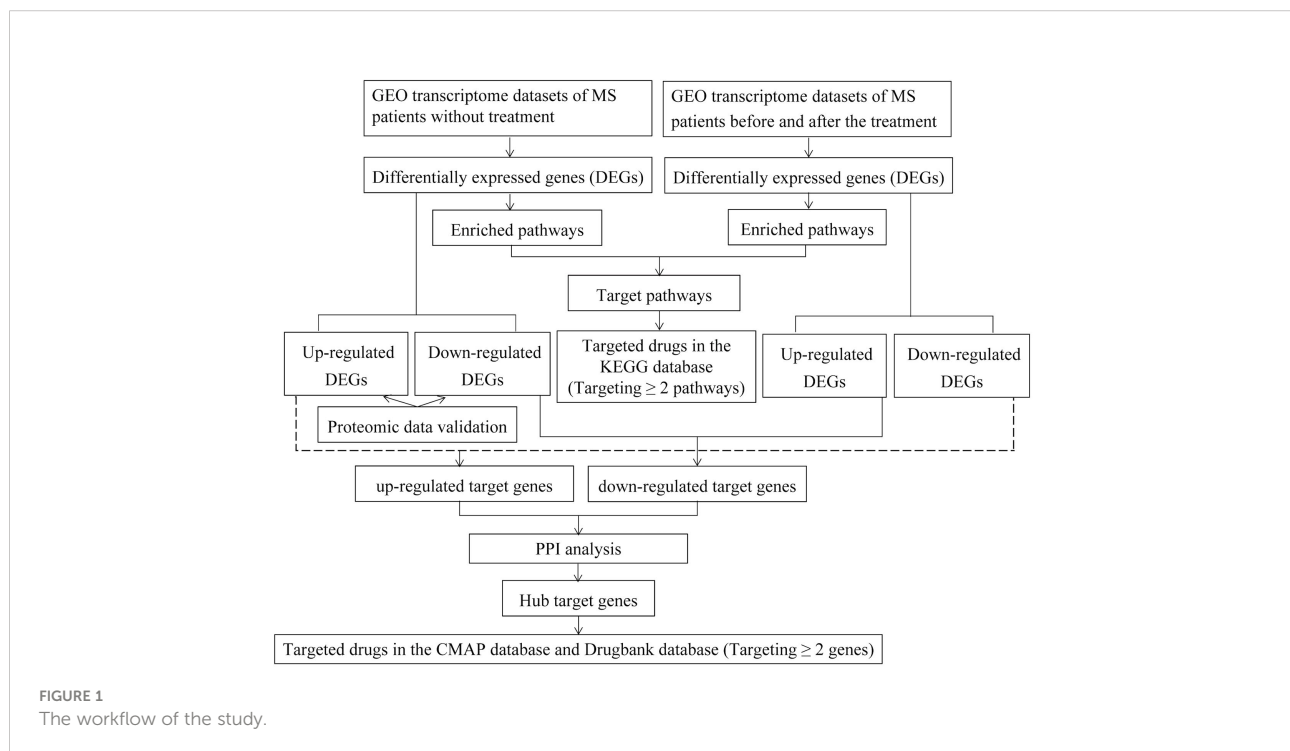 GEO transcriptome datasets of MS
patients without treatment
GEO transcriptome datasets of MS
patients before and after the treatment
Differentially expressed genes (DEGs)
Differentially expressed genes (DEGs)
Enriched pathways
Enriched pathways
Target pathways
Up-regulated
DEGs
Down-regulated
DEGs
Targeted drugs in the
KEGG database
(Targeting ≥ 2 pathways)
Up-regulated
DEGs
Down-regulated
DEGs
Proteomic data validation
up-regulated target genes
down-regulated target genes
PPI analysis
Hub target genes
Targeted drugs in the CMAP database and Drugbank database (Targeting ≥ 2 genes)
FIGURE 1
The workflow of the study.